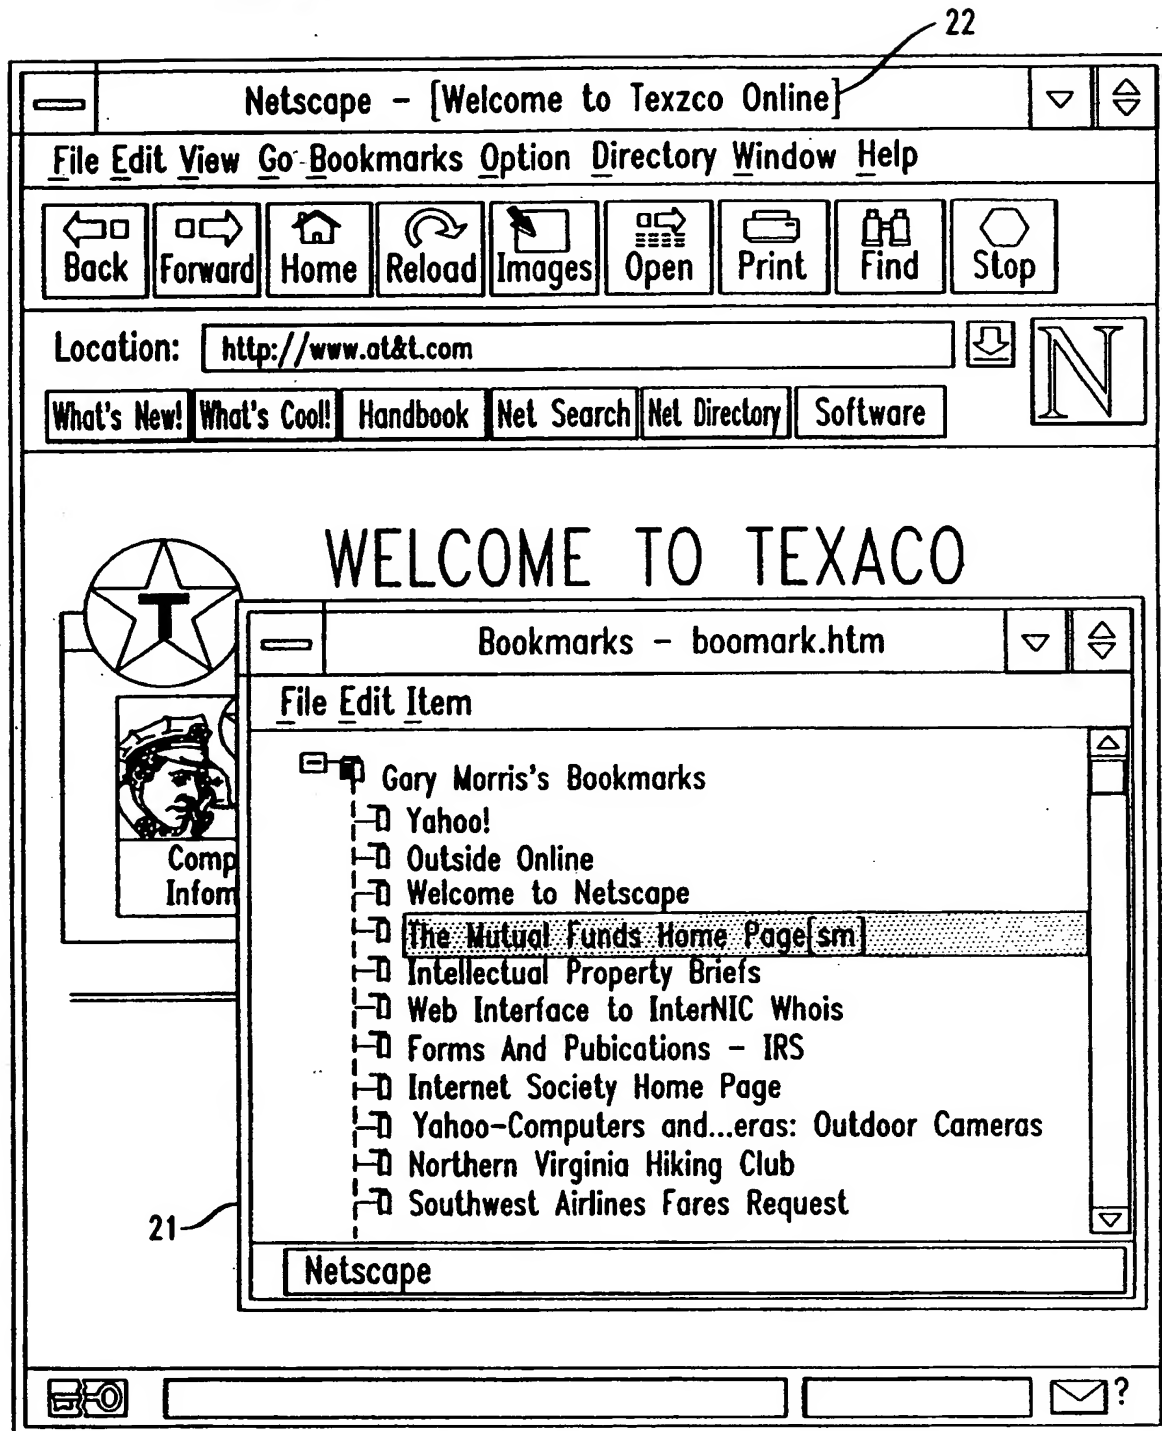 22
Netscape - [Welcome to Texzco Online]
File Edit View Go Bookmarks Option Directory Window Help
Back Forward Home Reload Images Open Print Find Stop
Location: http://www.at&t.com
N
What's New! What's Cool! Handbook Net Search Net Directory Software
WELCOME TO TEXACO
T
Bookmarks - boomark.htm
File Edit Item
Gary Morris's Bookmarks
Yahoo!
Outside Online
Comp
Infom
Welcome to Netscape
The Mutual Funds Home Page[sm]
Intellectual Property Briefs
Web Interface to InterNIC Whois
Forms And Pubications - IRS
Internet Society Home Page
Yahoo-Computers and...eras: Outdoor Cameras
Northern Virginia Hiking Club
Southwest Airlines Fares Request
21
Netscape
?